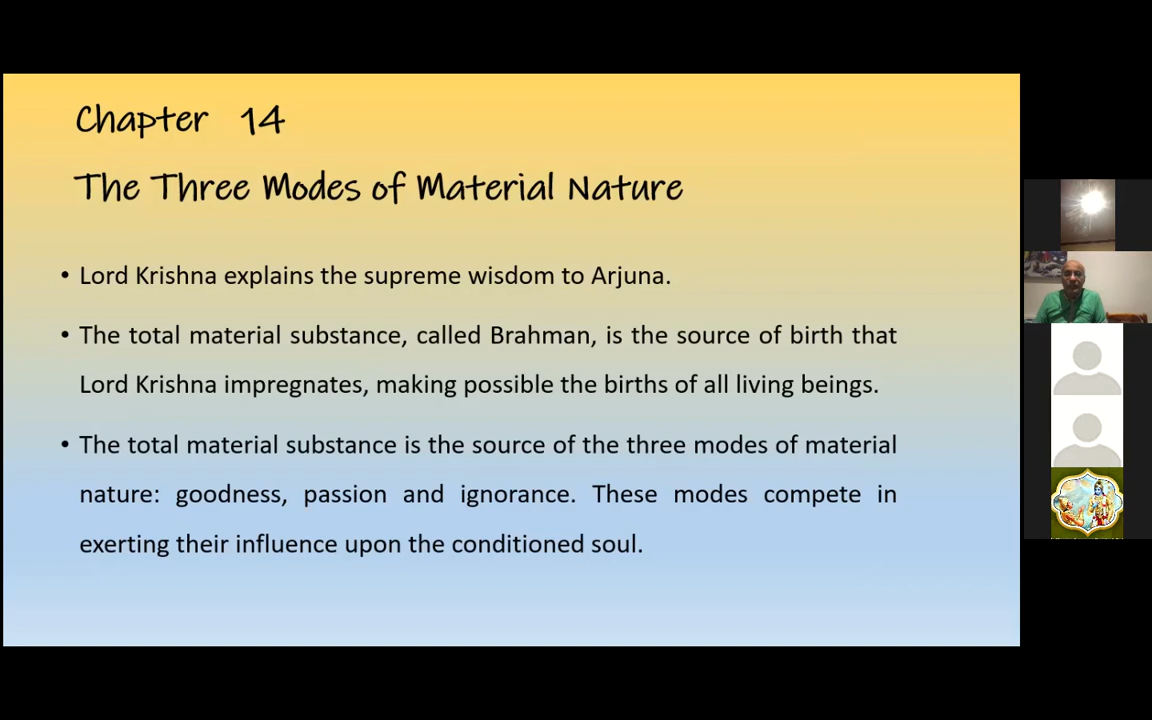 Chapter 14
The Three Modes of Material Nature
• Lord Krishna explains the supreme wisdom to Arjuna.
• The total material substance, called Brahman, is the source of birth that
Lord Krishna impregnates, making possible the births of all living beings.
• The total material substance is the source of the three modes of material
nature: goodness, passion and ignorance. These modes compete in
exerting their influence upon the conditioned soul.